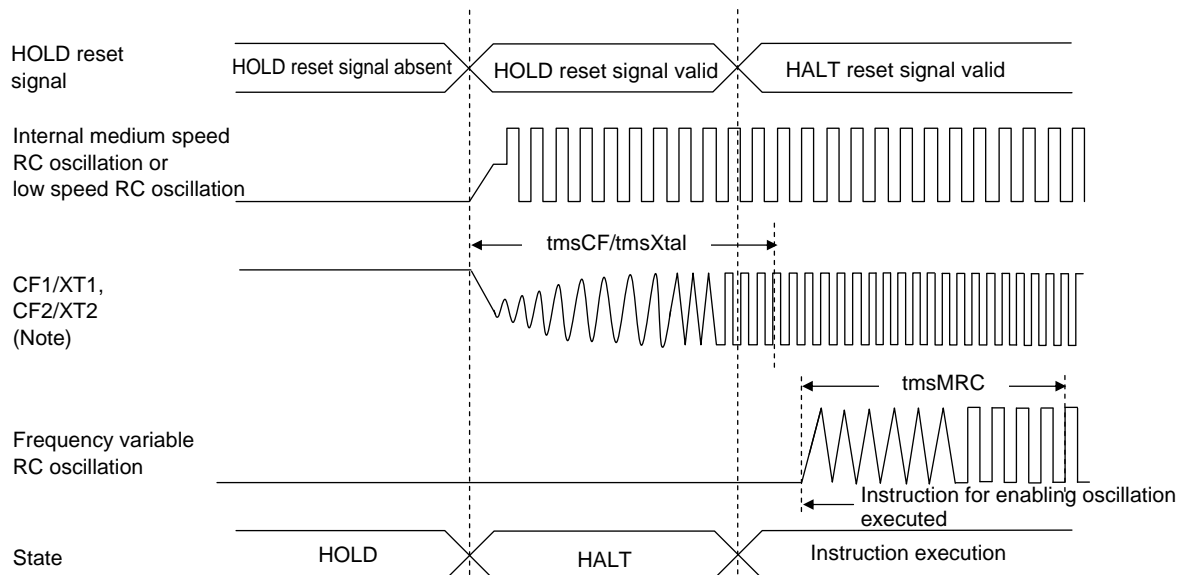 HOLD reset
signal
HOLD reset signal absent
HOLD reset signal valid
HALT reset signal valid
Internal medium speed
RC oscillation or
low speed RC oscillation
tmsCF/tmsXtal
CF1/XT1,
CF2/XT2
(Note)
tmsMRC
Frequency variable
RC oscillation
Instruction for enabling oscillation
executed
State
HOLD
HALT
Instruction execution